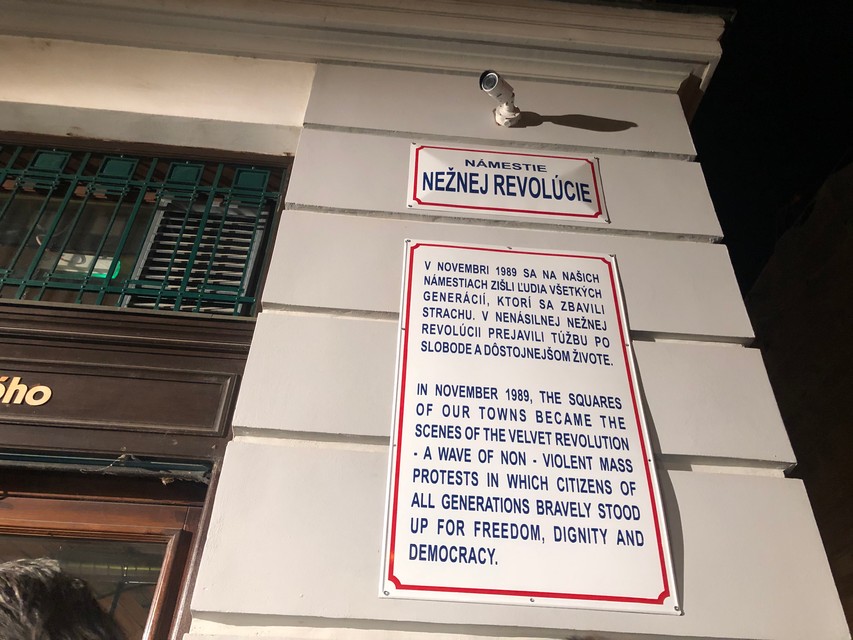 NÁMESTIE
NEŽNEJ REVOLÚCIE
V NOVEMBRI 1989 SA NA NAŠICH
NÁMESTIACH ZIŠLI ĽUDIA VŠETKÝCH
GENERÁCIÍ, KTORÍ SA ZBAVILI
STRACHU. V NENÁSILNEJ NEŽNEJ
REVOLÚCII PREJAVILI TÚŽBU PO
SLOBODE A DÔSTOJNEJŠOM ŽIVOTE.
IN NOVEMBER 1989, THE SQUARES
OF OUR TOWNS BECAME THE
SCENES OF THE VELVET REVOLUTION
- A WAVE OF NON - VIOLENT MASS
PROTESTS IN WHICH CITIZENS OF
ALL GENERATIONS BRAVELY STOOD
UP FOR FREEDOM, DIGNITY AND
DEMOCRACY.